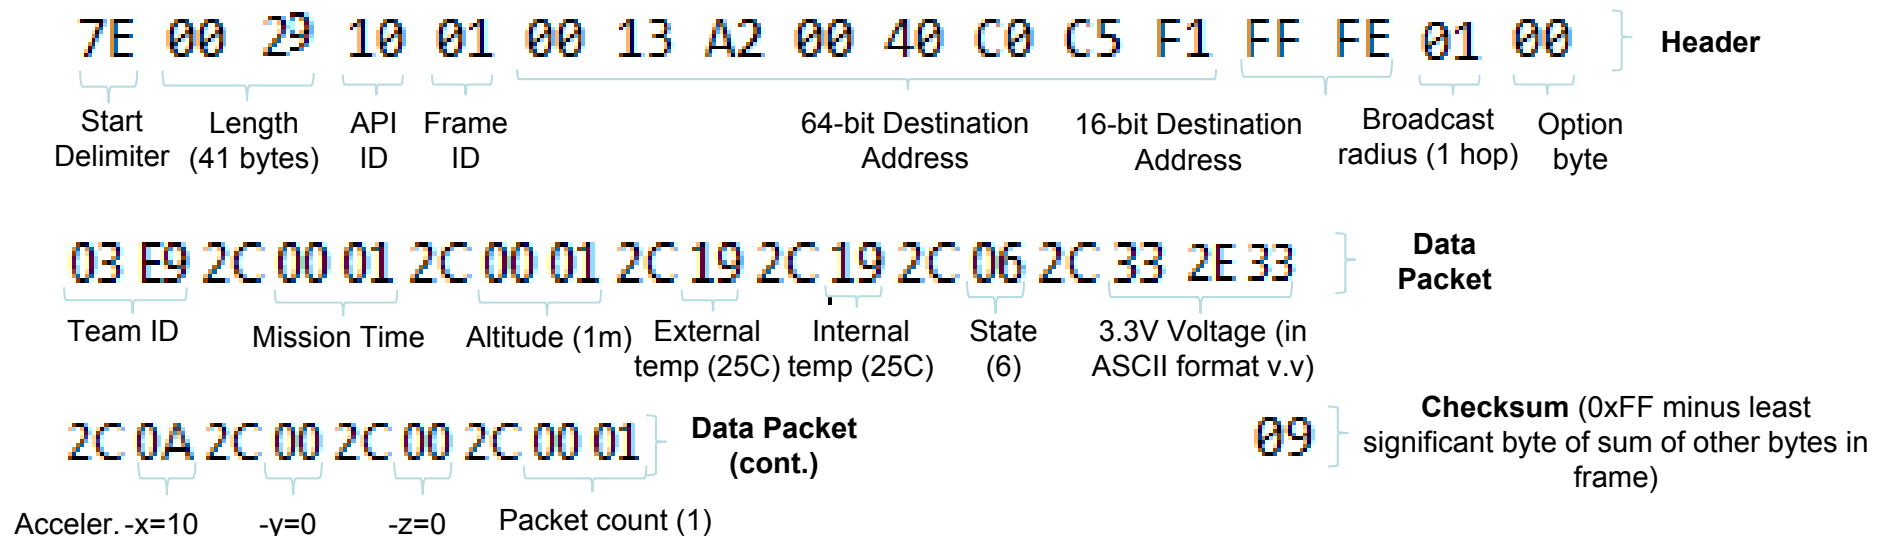 7E 00 29 10 01 00 13 A2 00 40 C0 C5 F1 FF FE 01 00 Header
Start Delimiter
Length (41 bytes)
API ID
Frame ID
64-bit Destination Address
16-bit Destination Address
Broadcast radius (1 hop)
Option byte
03 E9 2C 00 01 2C 00 01 2C 19 2C 19 2C 06 2C 33 2E 33
Data Packet
Team ID
Mission Time
Altitude (1m)
External temp (25C)
Internal temp (25C)
State (6)
3.3V Voltage (in ASCII format v.v)
2C 0A 2C 00 2C 00 2C 00 01
Data Packet (cont.)
09
Checksum (0xFF minus least significant byte of sum of other bytes in frame)
Acceler. -x=10
-y=0
-z=0
Packet count (1)